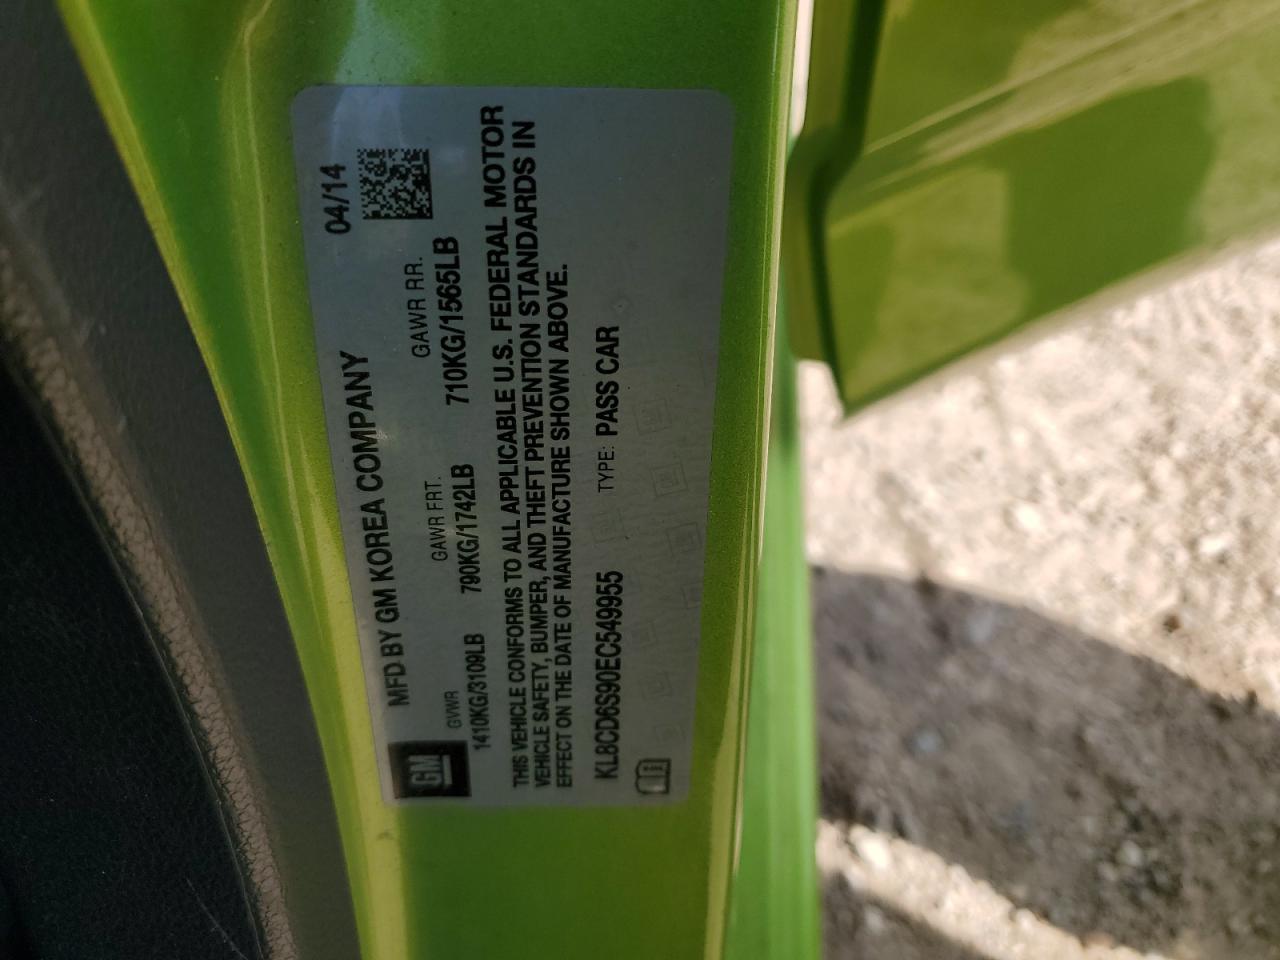 GM
MFD BY GM KOREA COMPANY 04/14
GVWR GAWR FRT. GAWR RR.
1410KG/3109LB 790KG/1742LB 710KG/1565LB
THIS VEHICLE CONFORMS TO ALL APPLICABLE U.S. FEDERAL MOTOR
VEHICLE SAFETY, BUMPER, AND THEFT PREVENTION STANDARDS IN
EFFECT ON THE DATE OF MANUFACTURE SHOWN ABOVE.
KL8CD6S90EC549955 TYPE: PASS CAR